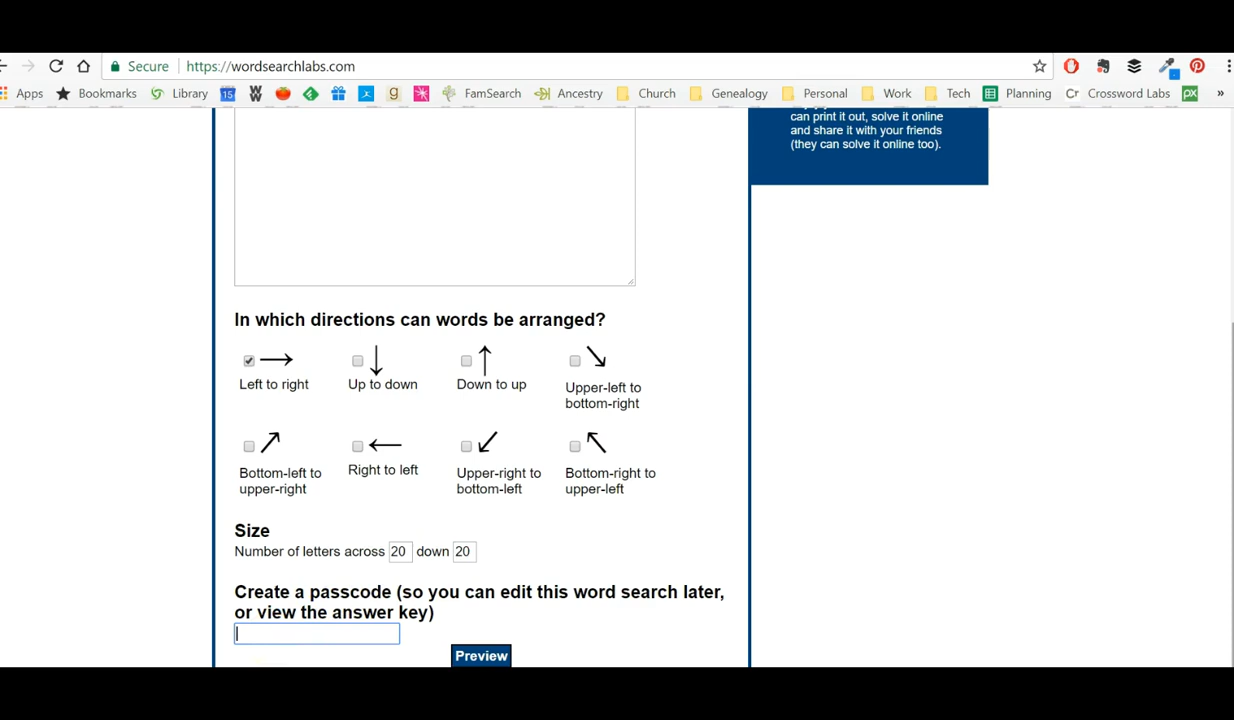 Secure https://wordsearchlabs.com
Apps Bookmarks Library 15 FamSearch Ancestry Church Genealogy Personal Work Tech Planning Cr Crossword Labs px »
can print it out, solve it online
and share it with your friends
(they can solve it online too).
In which directions can words be arranged?
Left to right Up to down Down to up Upper-left to
bottom-right
Bottom-left to Right to left Upper-right to Bottom-right to
upper-right bottom-left upper-left
Size
Number of letters across 20 down 20
Create a passcode (so you can edit this word search later,
or view the answer key)
Preview